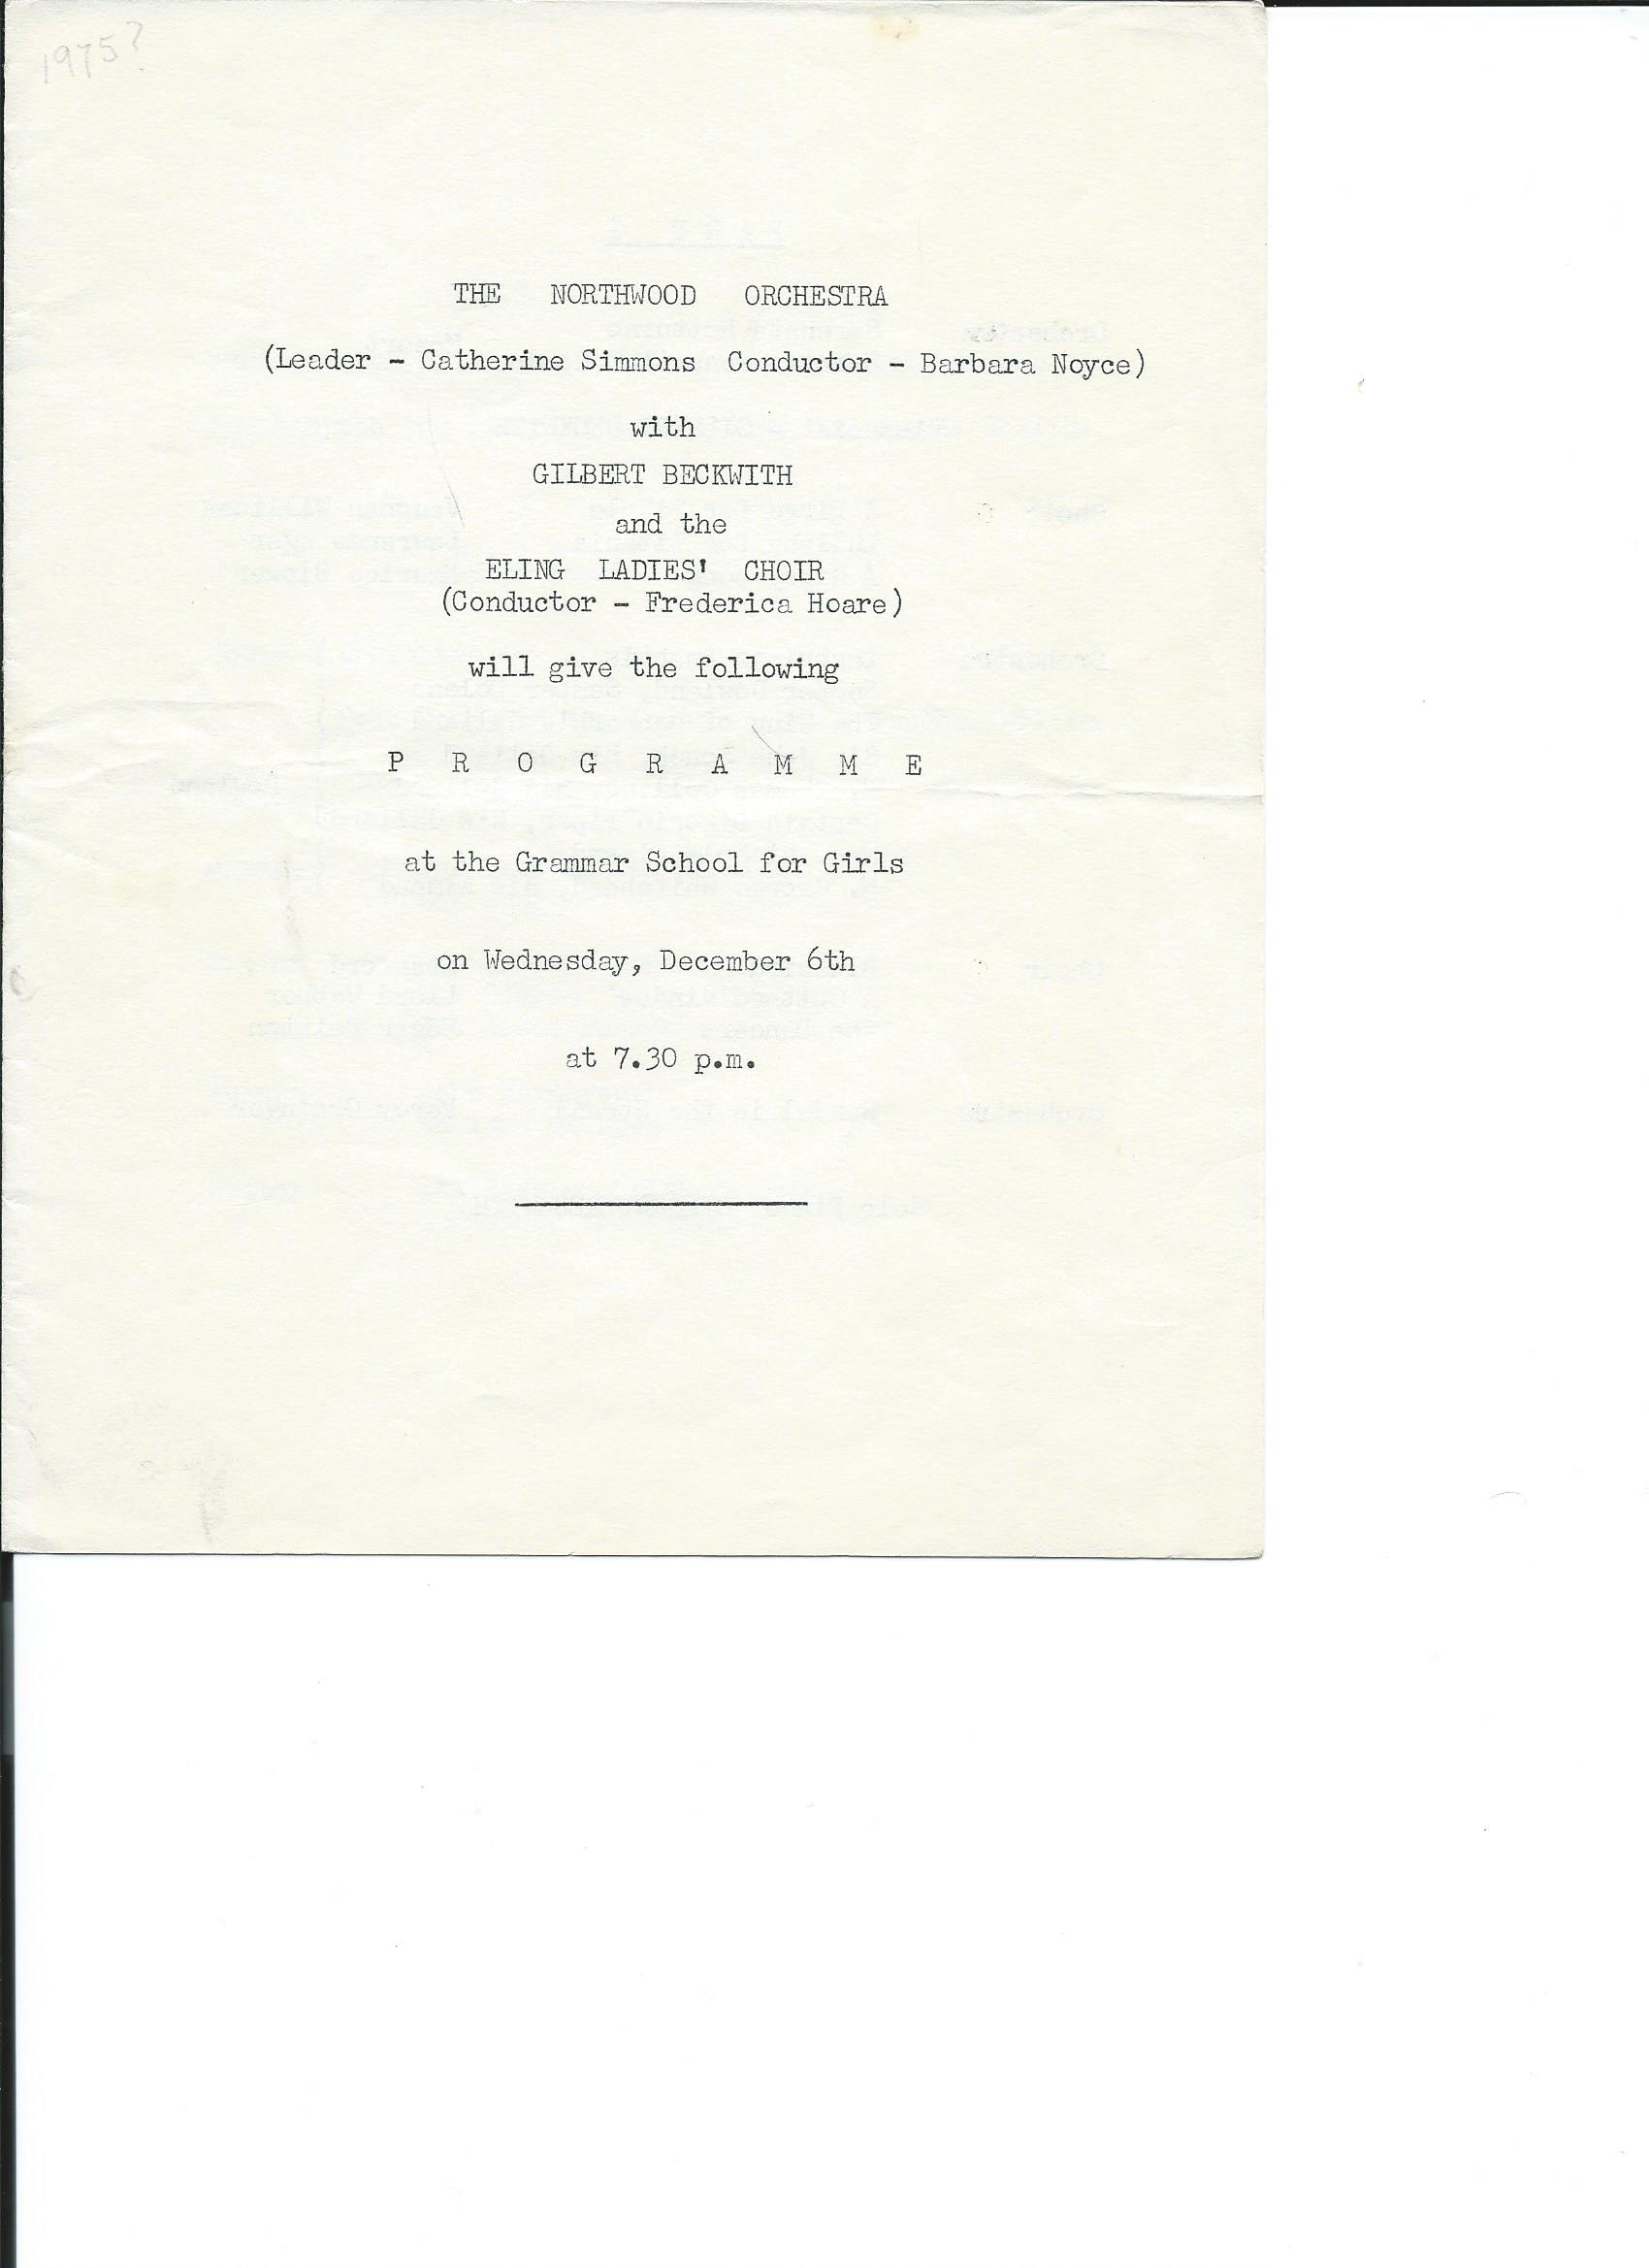 1975?
THE NORTHWOOD ORCHESTRA
(Leader - Catherine Simmons Conductor - Barbara Noyce)
with
GILBERT BECKWITH
and the
ELING LADIES' CHOIR
(Conductor - Frederica Hoare)
will give the following
P R O G R A M M E
at the Grammar School for Girls
on Wednesday, December 6th
at 7.30 p.m.